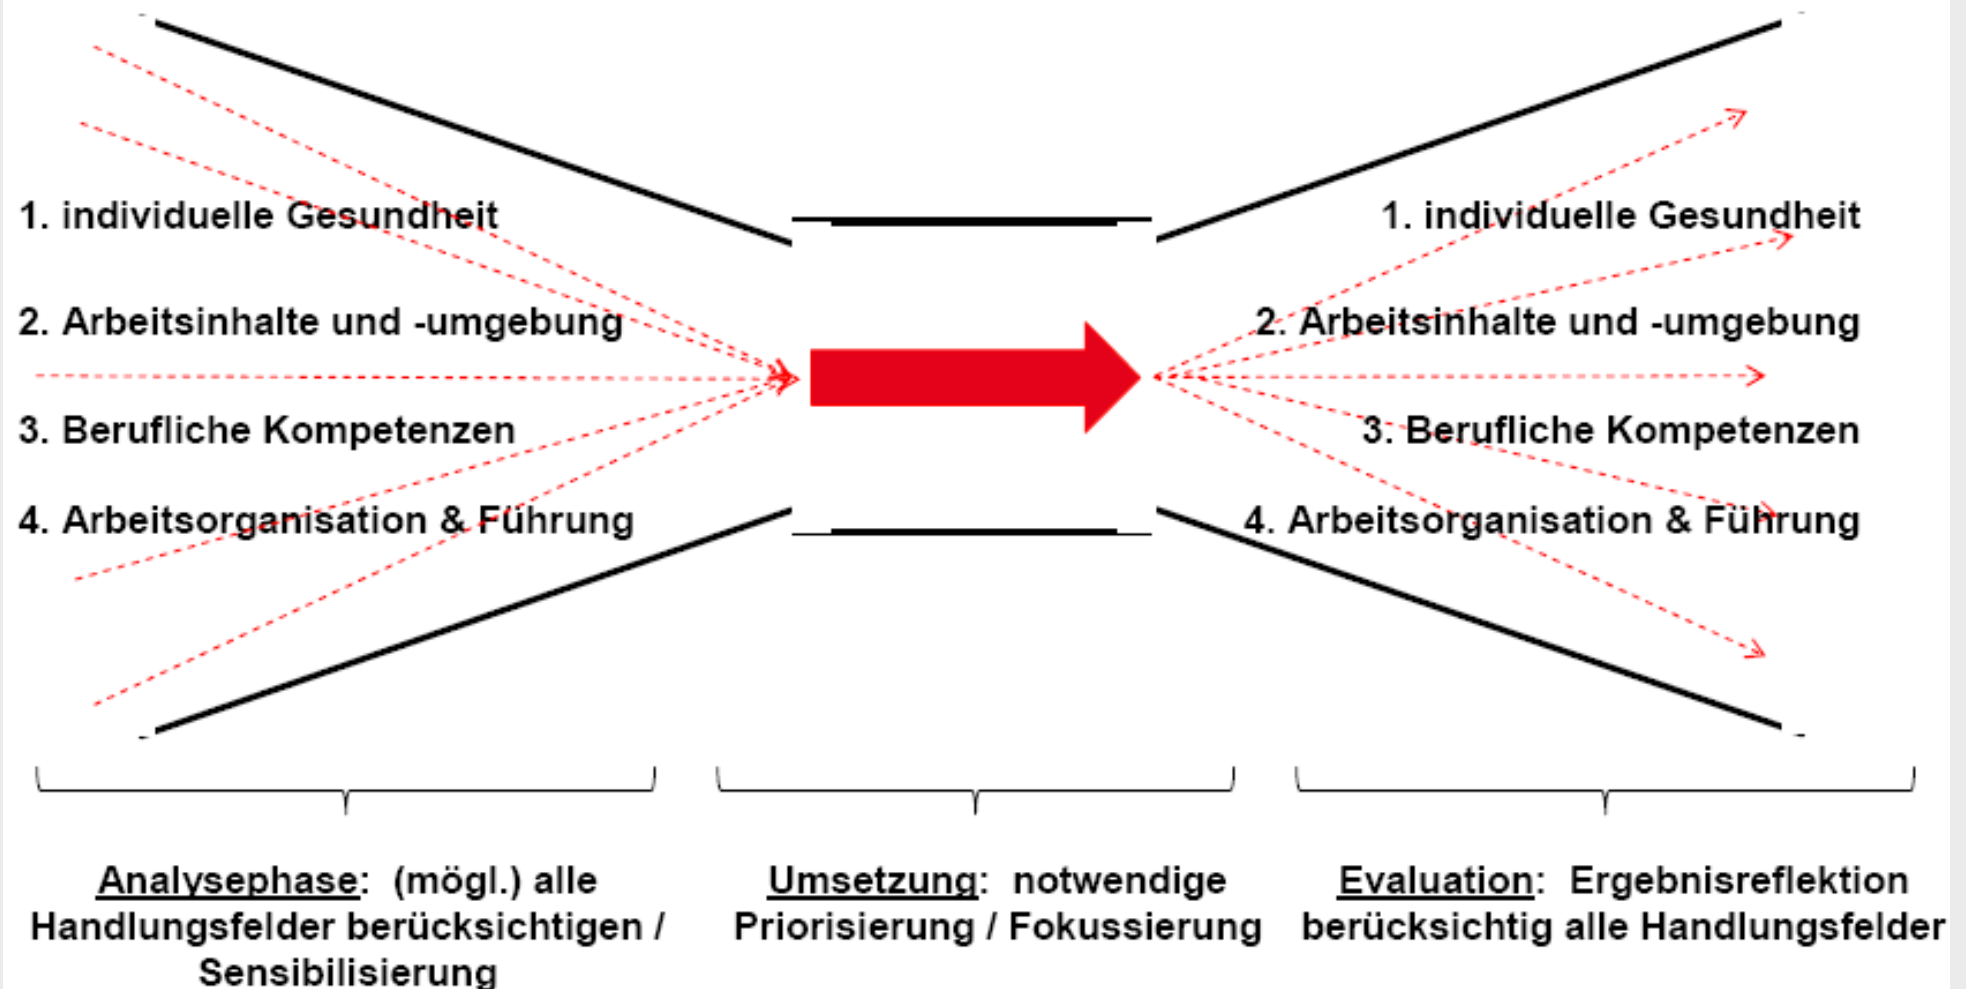 1. individuelle Gesundheit
2. Arbeitsinhalte und -umgebung
3. Berufliche Kompetenzen
4. Arbeitsorganisation & Führung
1. individuelle Gesundheit
2. Arbeitsinhalte und -umgebung
3. Berufliche Kompetenzen
4. Arbeitsorganisation & Führung
Analysephase: (mögl.) alle
Handlungsfelder berücksichtigen /
Sensibilisierung
Umsetzung: notwendige
Priorisierung / Fokussierung
Evaluation: Ergebnisreflektion
berücksichtig alle Handlungsfelder